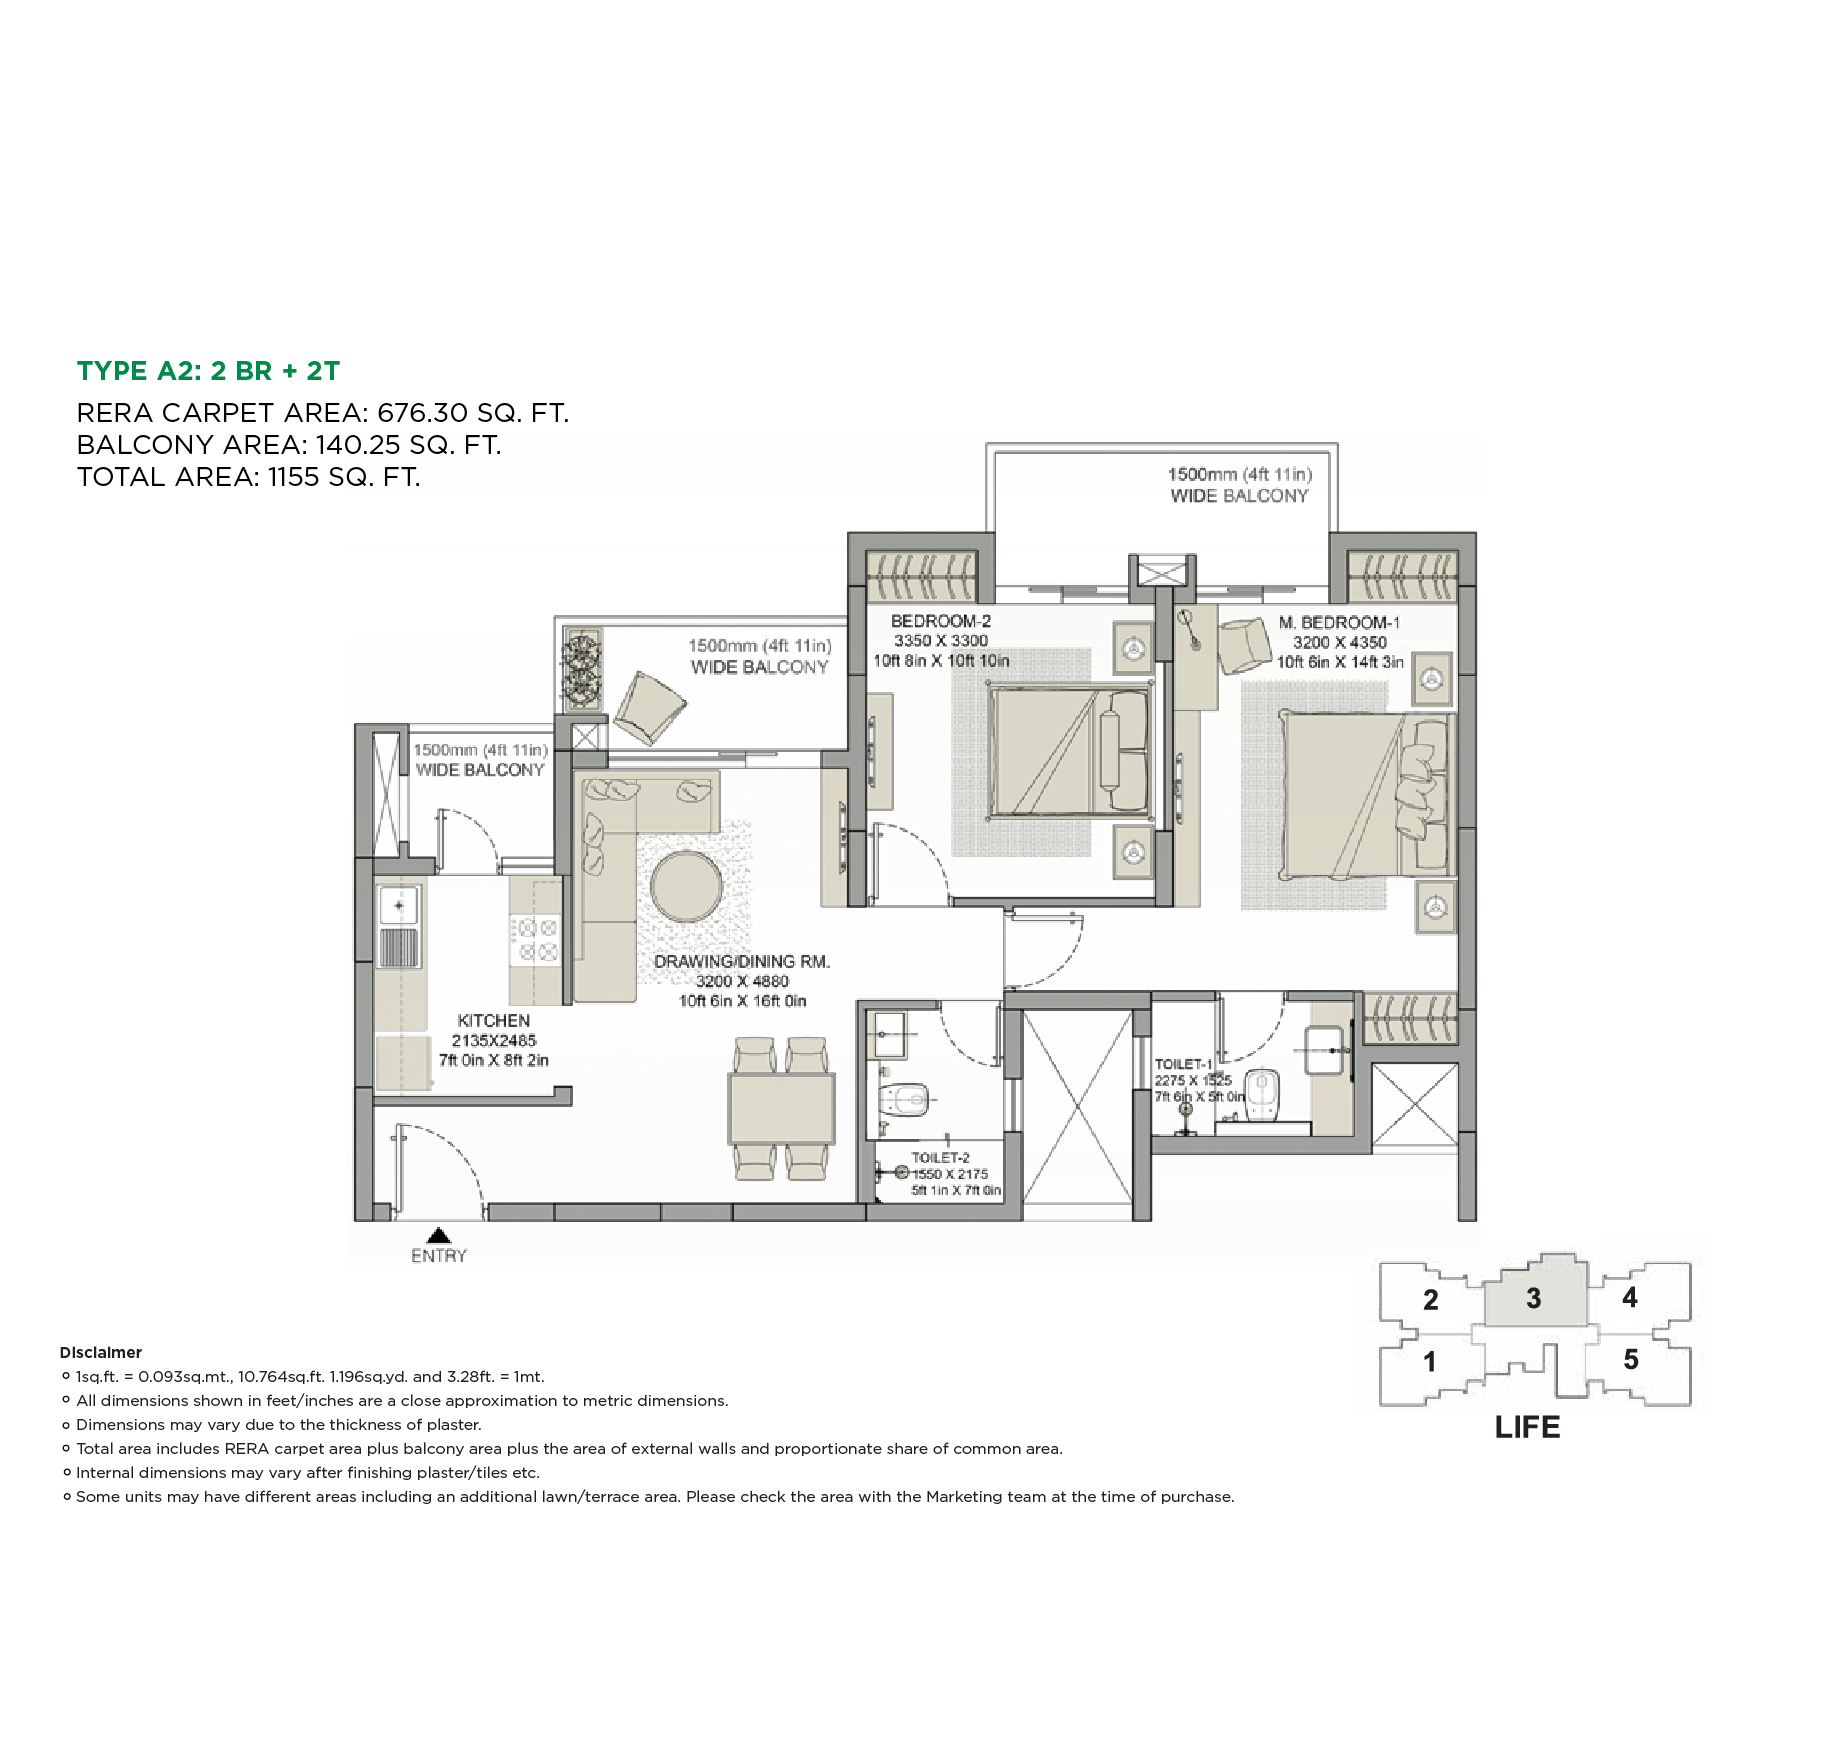 TYPE A2: 2 BR + 2T
RERA CARPET AREA: 676.30 SQ. FT.
BALCONY AREA: 140.25 SQ. FT.
TOTAL AREA: 1155 SQ. FT.
1500mm (4ft 11in)
WIDE BALCONY
BEDROOM-2
3350 X 3300
10ft 8in X 10ft 10in
M. BEDROOM-1
3200 X 4350
10ft 6in X 14ft 3in
1500mm (4ft 11in)
WIDE BALCONY
1500mm (4ft 11in)
WIDE BALCONY
DRAWING/DINING RM.
3200 X 4880
10ft 6in X 16ft 0in
KITCHEN
2135X2485
7ft 0in X 8ft 2in
TOILET-1
2275 X 1525
7ft 6in X 5ft 0in
TOILET-2
1550 X 2175
5ft 1in X 7ft 0in
ENTRY
2
3
4
1
5
LIFE
Disclaimer
1sq.ft. = 0.093sq.mt., 10.764sq.ft. 1.196sq.yd. and 3.28ft. = 1mt.
All dimensions shown in feet/inches are a close approximation to metric dimensions.
Dimensions may vary due to the thickness of plaster.
Total area includes RERA carpet area plus balcony area plus the area of external walls and proportionate share of common area.
Internal dimensions may vary after finishing plaster/tiles etc.
Some units may have different areas including an additional lawn/terrace area. Please check the area with the Marketing team at the time of purchase.